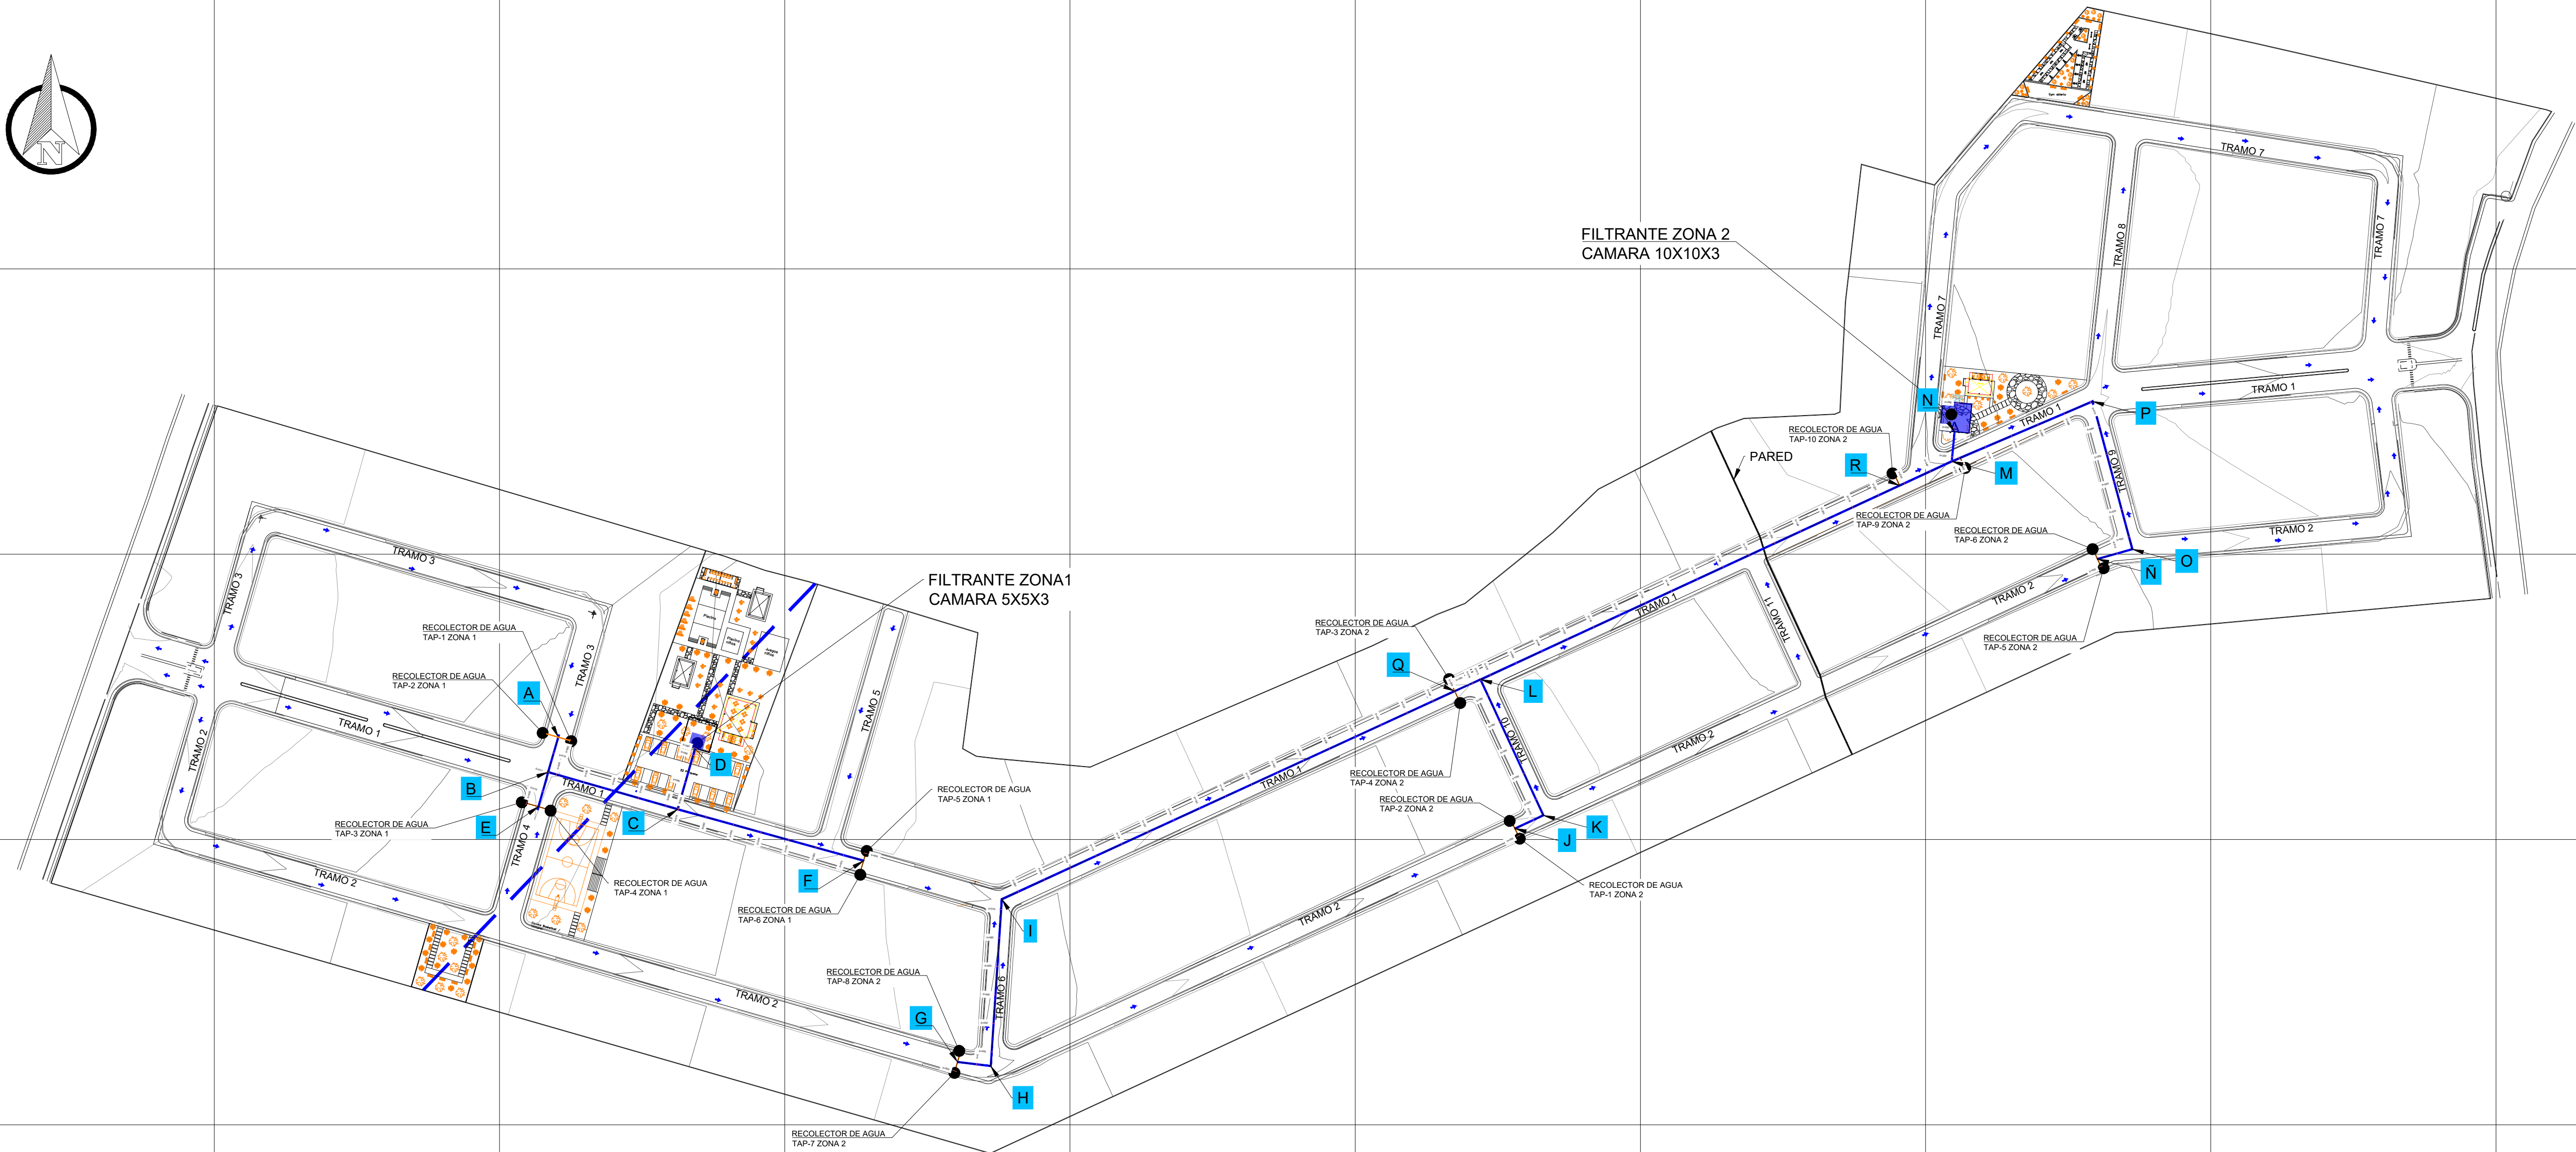 N
FILTRANTE ZONA 2
CAMARA 10X10X3
TRAMO 7
TRAMO 8
TRAMO 7
TRAMO 7
TRAMO 1
N
P
TRAMO 1
RECOLECTOR DE AGUA
TAP-10 ZONA 2
PARED
R
M
TRAMO 9
RECOLECTOR DE AGUA
TAP-9 ZONA 2
RECOLECTOR DE AGUA
TAP-6 ZONA 2
TRAMO 2
O
Ñ
TRAMO 3
TRAMO 3
FILTRANTE ZONA1
CAMARA 5X5X3
TRAMO 2
TRAMO 1
TRAMO 11
RECOLECTOR DE AGUA
TAP-3 ZONA 2
RECOLECTOR DE AGUA
TAP-1 ZONA 1
RECOLECTOR DE AGUA
TAP-5 ZONA 2
TRAMO 3
RECOLECTOR DE AGUA
TAP-2 ZONA 1
Q
L
A
TRAMO 5
TRAMO 1
TRAMO 2
TRAMO 10
TRAMO 2
D
RECOLECTOR DE AGUA
TAP-4 ZONA 2
TRAMO 1
B
TRAMO 1
RECOLECTOR DE AGUA
TAP-5 ZONA 1
RECOLECTOR DE AGUA
TAP-2 ZONA 2
RECOLECTOR DE AGUA
TAP-3 ZONA 1
E
C
K
J
TRAMO 4
TRAMO 2
F
RECOLECTOR DE AGUA
TAP-4 ZONA 1
RECOLECTOR DE AGUA
TAP-1 ZONA 2
RECOLECTOR DE AGUA
TAP-6 ZONA 1
TRAMO 2
I
RECOLECTOR DE AGUA
TAP-8 ZONA 2
TRAMO 6
TRAMO 2
G
H
RECOLECTOR DE AGUA
TAP-7 ZONA 2